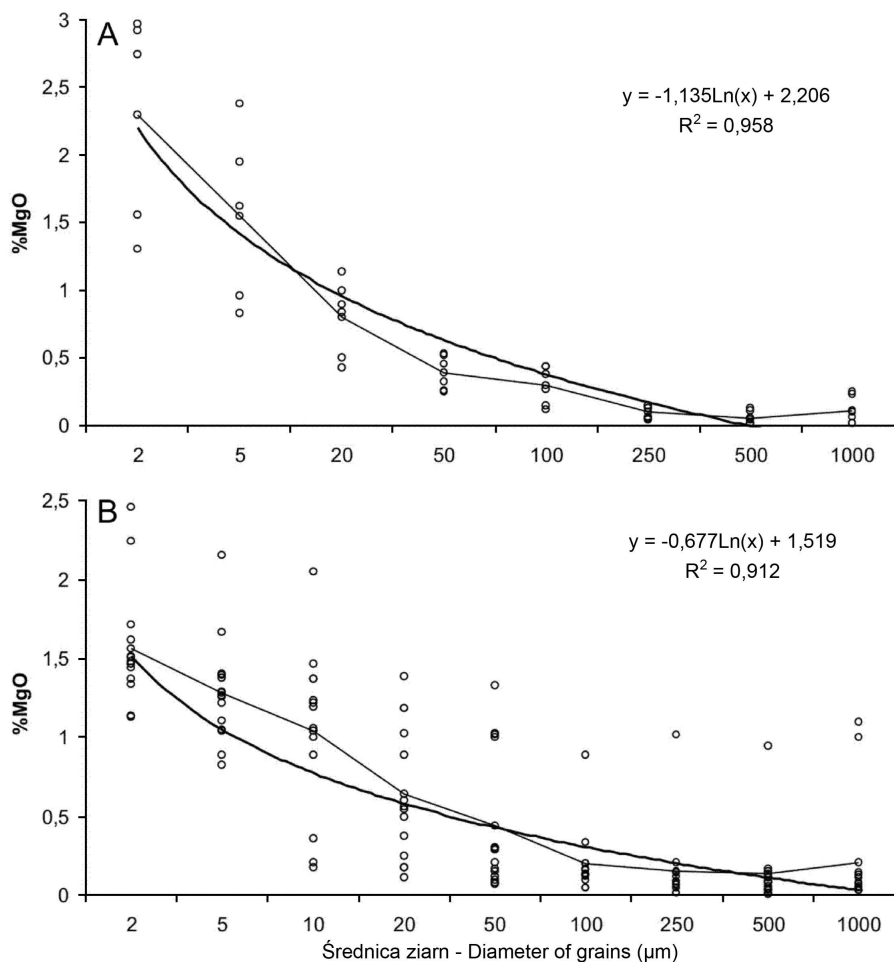 A
3
2,5
2
1,5
1
0,5
0
%MgO
y = -1,135Ln(x) + 2,206
R² = 0,958
2 5 20 50 100 250 500 1000
B
2,5
2
1,5
1
0,5
0
%MgO
y = -0,677Ln(x) + 1,519
R² = 0,912
2 5 10 20 50 100 250 500 1000
Średnica ziarn - Diameter of grains (µm)